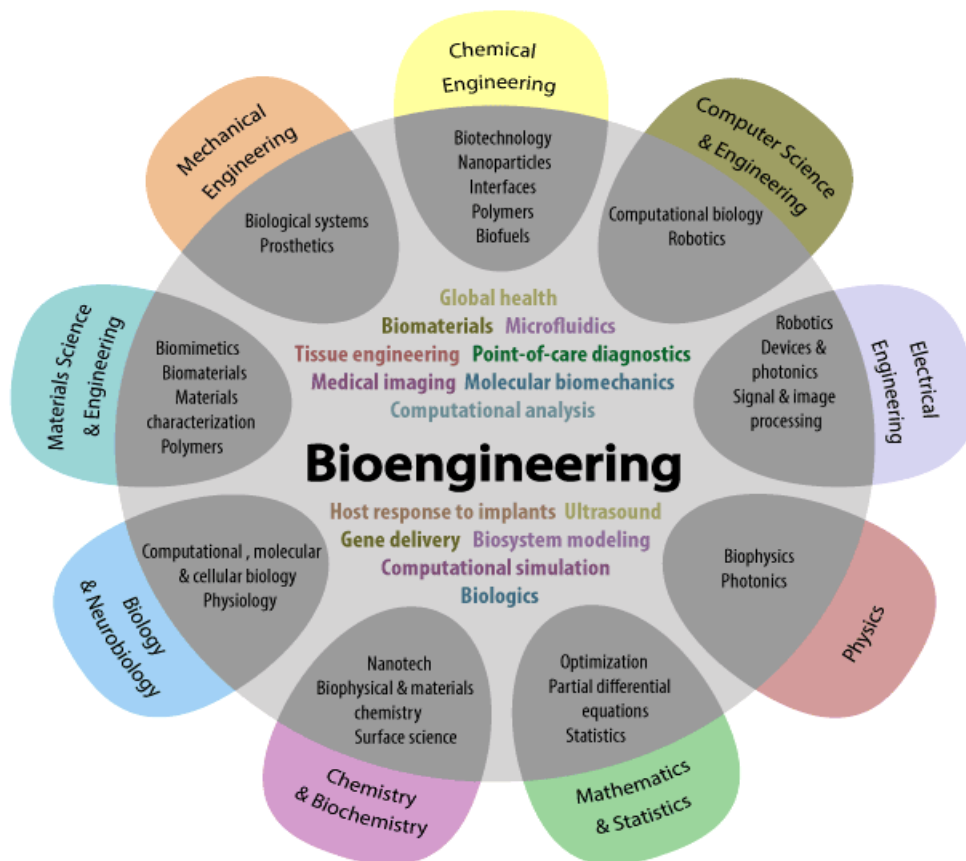 Chemical
Engineering
Biotechnology
Nanoparticles
Interfaces
Polymers
Biofuels
Computer Science
& Engineering
Computational biology
Robotics
Electrical
Engineering
Robotics
Devices &
photonics
Signal & image
processing
Physics
Biophysics
Photonics
Mathematics
& Statistics
Optimization
Partial differential
equations
Statistics
Chemistry
& Biochemistry
Nanotech
Biophysical & materials
chemistry
Surface science
Biology
& Neurobiology
Computational , molecular
& cellular biology
Physiology
Materials Science
& Engineering
Biomimetics
Biomaterials
Materials
characterization
Polymers
Mechanical
Engineering
Biological systems
Prosthetics
Global health
Biomaterials Microfluidics
Tissue engineering Point-of-care diagnostics
Medical imaging Molecular biomechanics
Computational analysis
Bioengineering
Host response to implants Ultrasound
Gene delivery Biosystem modeling
Computational simulation
Biologics